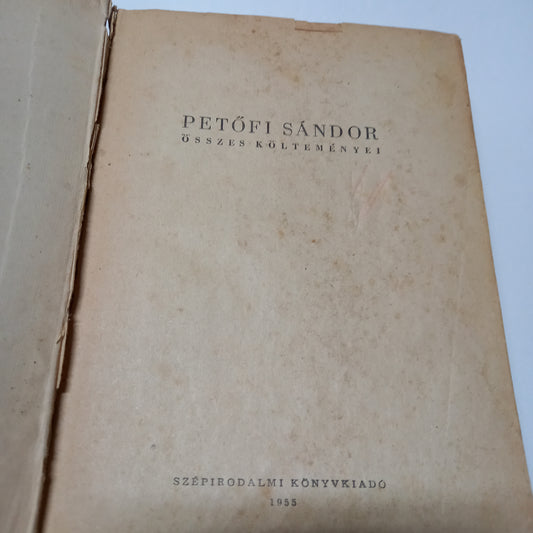 PETŐFI SÁNDOR
ÖSSZES KÖLTEMÉNYEI
SZÉPIRODALMI KÖNYVKIADÓ
1955